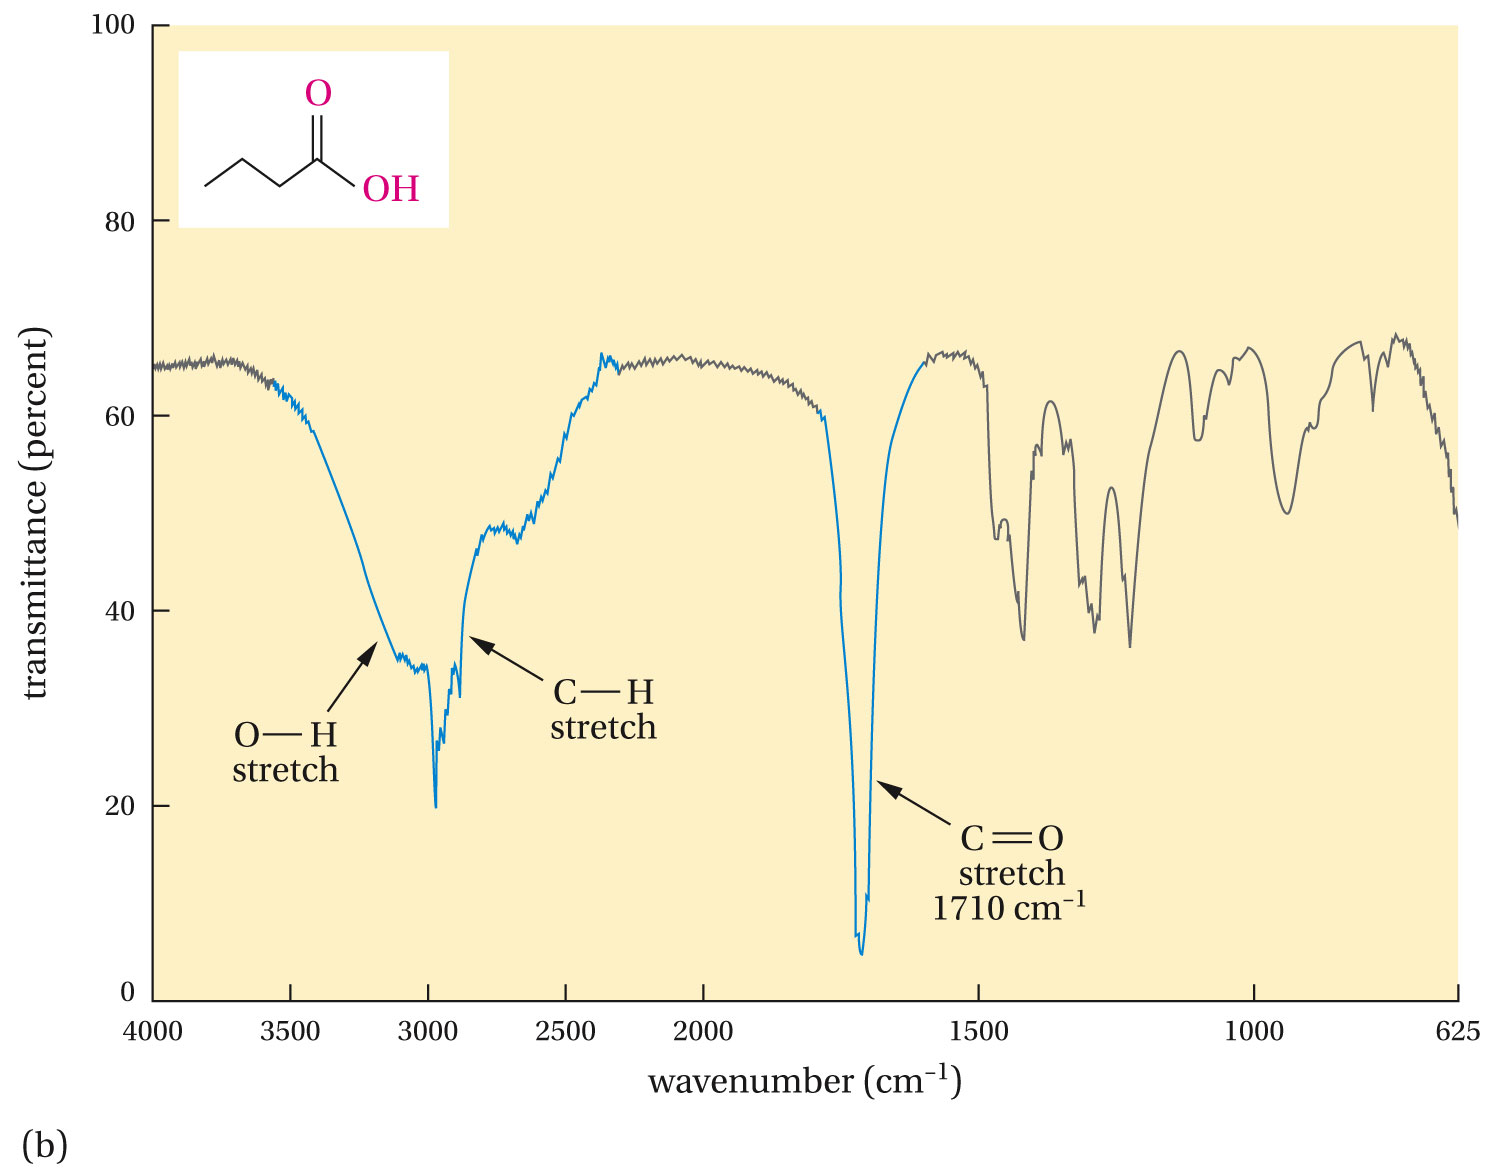 100
80
60
40
20
0
transmittance (percent)
O
OH
O—H
stretch
C—H
stretch
C=O
stretch
1710 cm⁻¹
4000 3500 3000 2500 2000 1500 1000 625
wavenumber (cm⁻¹)
(b)